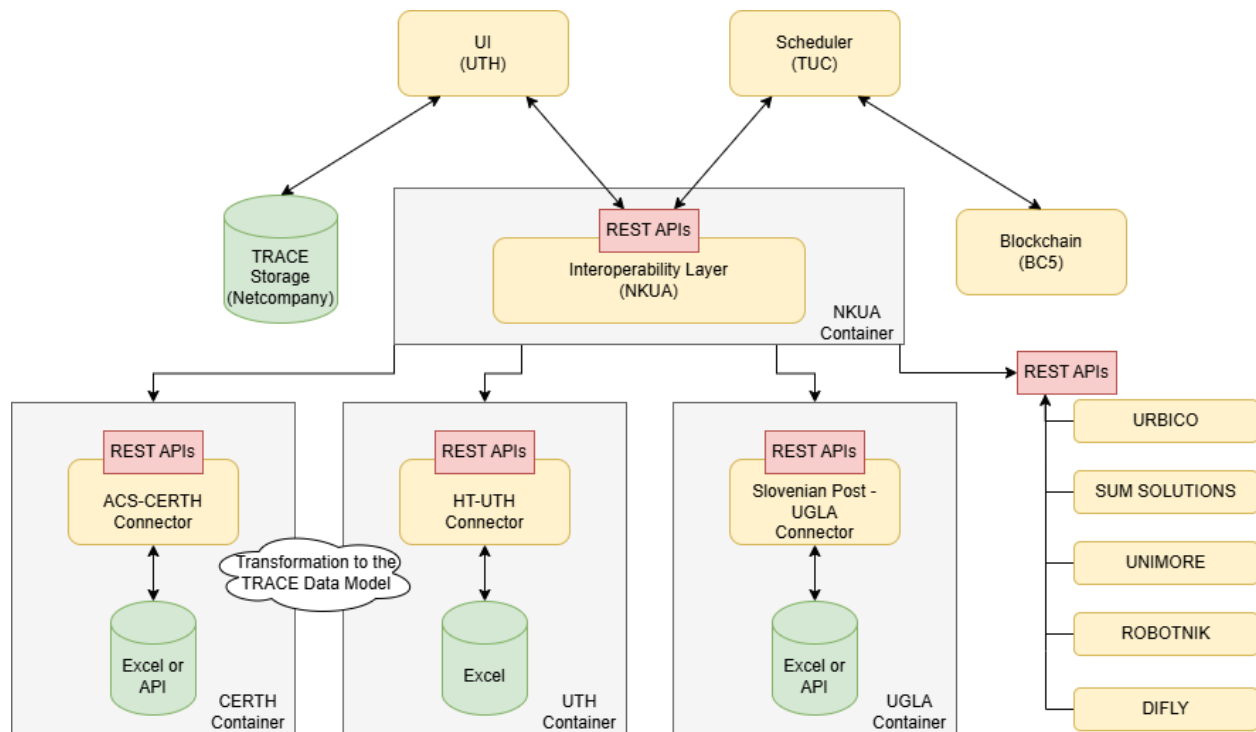 UI
(UTH)
Scheduler
(TUC)
TRACE
Storage
(Netcompany)
REST APIs
Interoperability Layer
(NKUA)
NKUA
Container
Blockchain
(BC5)
REST APIs
URBICO
SUM SOLUTIONS
UNIMORE
ROBOTNIK
DIFLY
REST APIs
ACS-CERTH
Connector
Excel or
API
CERTH
Container
Transformation to the
TRACE Data Model
REST APIs
HT-UTH
Connector
Excel
UTH
Container
REST APIs
Slovenian Post -
UGLA
Connector
Excel or
API
UGLA
Container